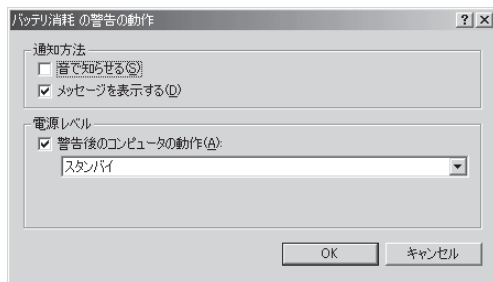 バッテリ消耗 の警告の動作
通知方法
音で知らせる(S)
メッセージを表示する(D)
電源レベル
警告後のコンピュータの動作(A):
スタンバイ
OK キャンセル